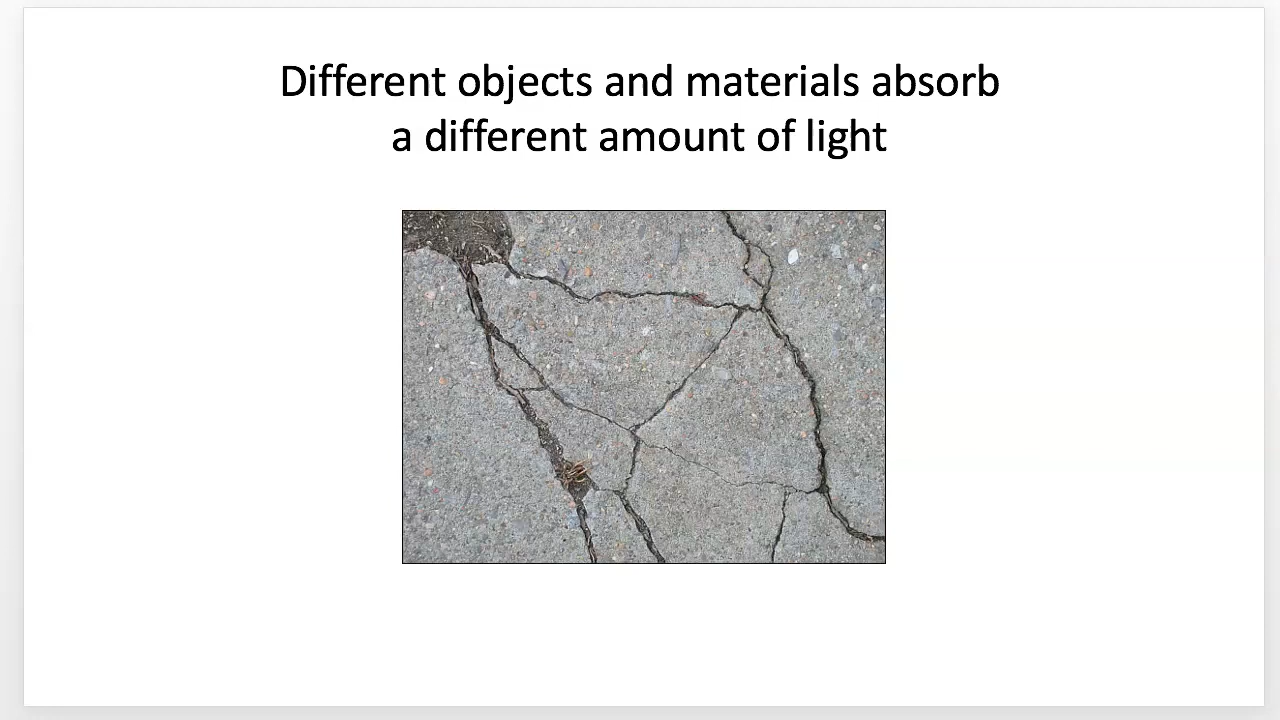 Different objects and materials absorb
a different amount of light